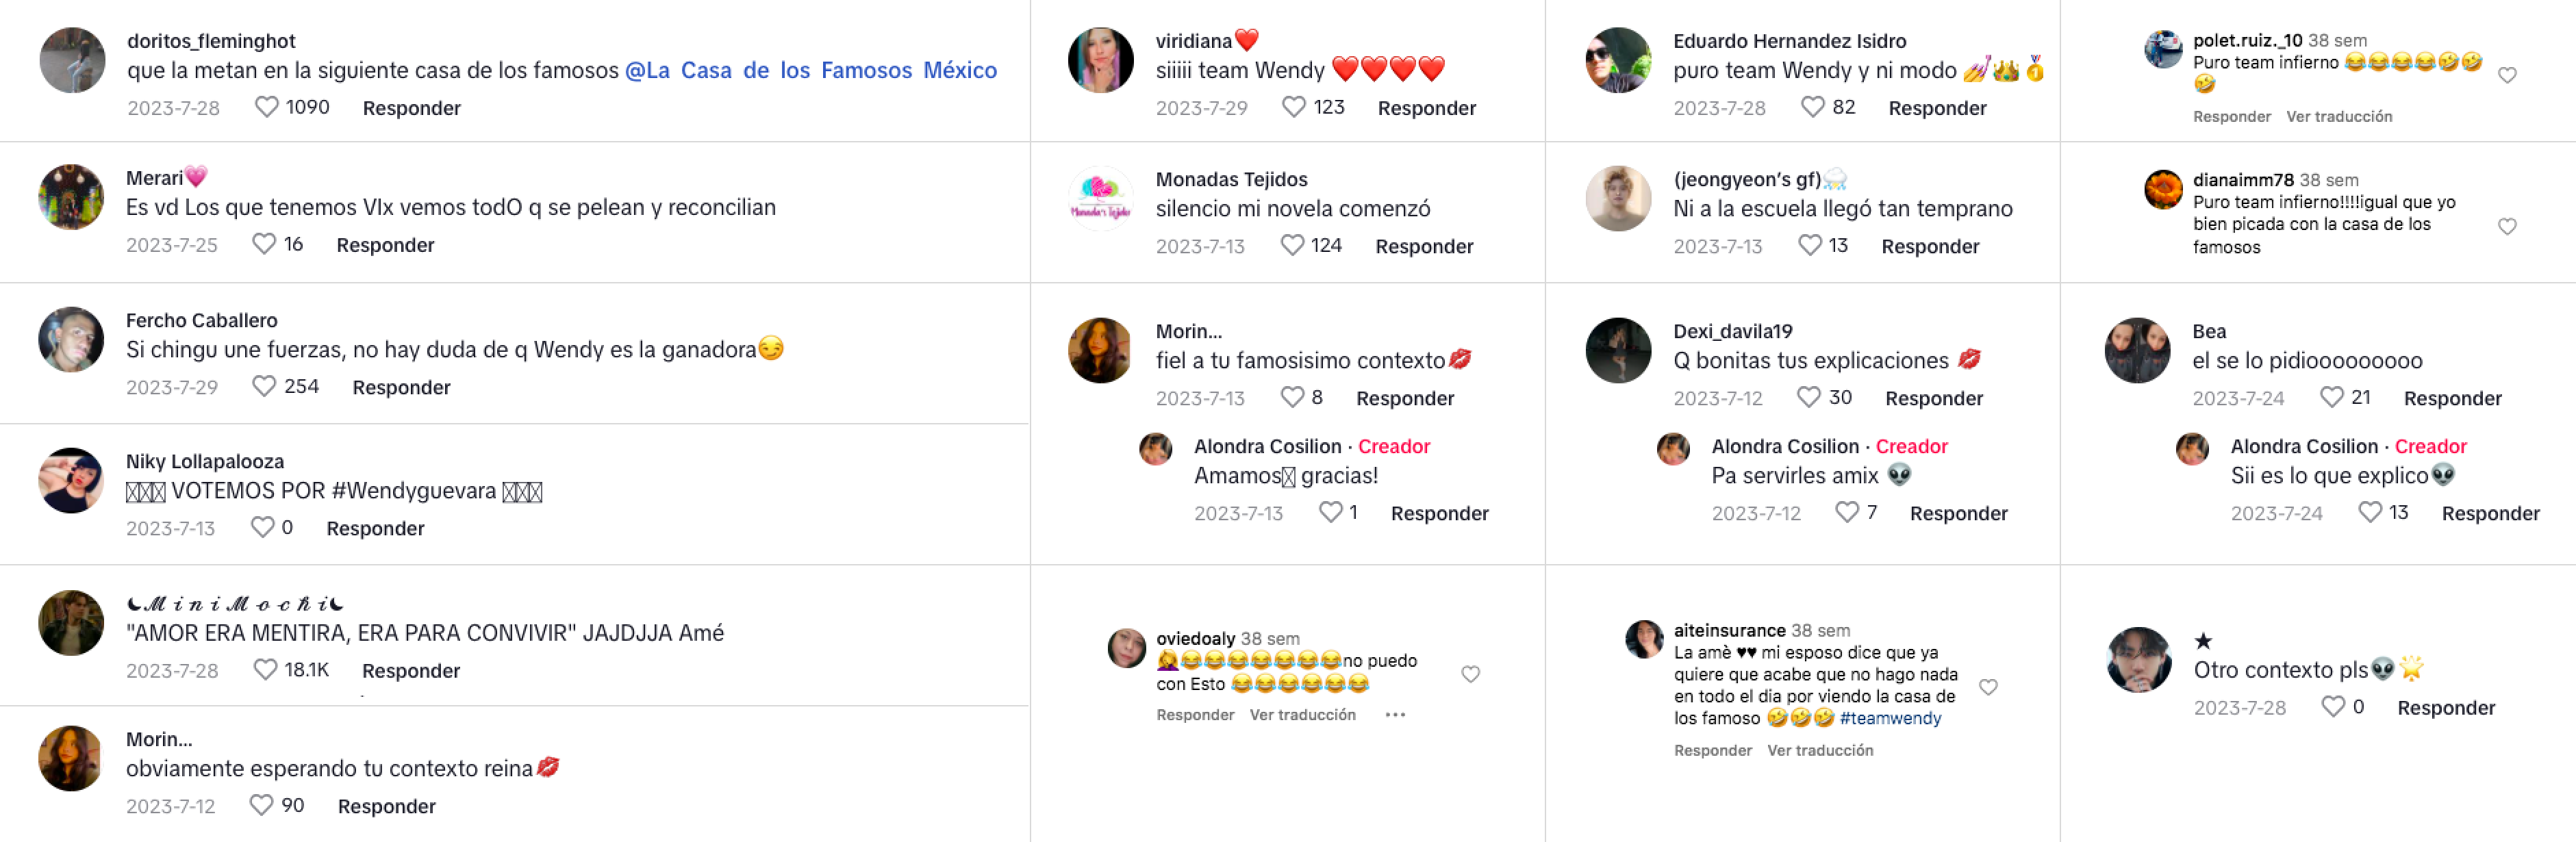 doritos_fleminghot
que la metan en la siguiente casa de los famosos @La Casa de los Famosos México
2023-7-28 1090 Responder
Merari💗
Es vd Los que tenemos VIx vemos todO q se pelean y reconcilian
2023-7-25 16 Responder
Fercho Caballero
Si chingu une fuerzas, no hay duda de q Wendy es la ganadora😏
2023-7-29 254 Responder
Niky Lollapalooza
VOTEMOS POR #Wendyguevara
2023-7-13 0 Responder
⏾ℳ𝒾𝓃𝒾ℳℴ𝒸𝒽𝒾⏾
"AMOR ERA MENTIRA, ERA PARA CONVIVIR" JAJDJJA Amé
2023-7-28 18.1K Responder
Morin...
obviamente esperando tu contexto reina💋
2023-7-12 90 Responder
viridiana❤️
siiiii team Wendy ❤️❤️❤️❤️
2023-7-29 123 Responder
Monadas Tejidos
silencio mi novela comenzó
2023-7-13 124 Responder
Morin...
fiel a tu famosisimo contexto💋
2023-7-13 8 Responder
Alondra Cosilion · Creador
Amamos gracias!
2023-7-13 1 Responder
oviedoaly 38 sem
🤦‍♀️😂😂😂😂😂😂😂no puedo
con Esto 😂😂😂😂😂😂
Responder Ver traducción ···
Eduardo Hernandez Isidro
puro team Wendy y ni modo 💅👑🏅
2023-7-28 82 Responder
(jeongyeon’s gf)🌧️
Ni a la escuela llegó tan temprano
2023-7-13 13 Responder
Dexi_davila19
Q bonitas tus explicaciones 💋
2023-7-12 30 Responder
Alondra Cosilion · Creador
Pa servirles amix 👽
2023-7-12 7 Responder
aiteinsurance 38 sem
La amè ♥♥ mi esposo dice que ya
quiere que acabe que no hago nada
en todo el dia por viendo la casa de
los famoso 🤣🤣🤣 #teamwendy
Responder Ver traducción
polet.ruiz._10 38 sem
Puro team infierno 😂😂😂😂🤣🤣
🤣
Responder Ver traducción
dianaimm78 38 sem
Puro team infierno!!!!igual que yo
bien picada con la casa de los
famosos
Bea
el se lo pidiooooooooo
2023-7-24 21 Responder
Alondra Cosilion · Creador
Sii es lo que explico👽
2023-7-24 13 Responder
★
Otro contexto pls👽🌟
2023-7-28 0 Responder